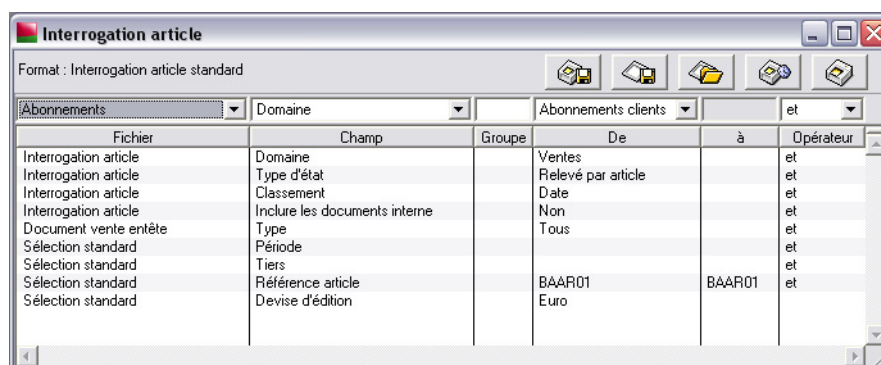 Interrogation article
Format : Interrogation article standard
Abonnements Domaine Abonnements clients et
Fichier Champ Groupe De à Opérateur
Interrogation article Domaine Ventes et
Interrogation article Type d'état Relevé par article et
Interrogation article Classement Date et
Interrogation article Inclure les documents interne Non et
Document vente entête Type Tous et
Sélection standard Période et
Sélection standard Tiers et
Sélection standard Référence article BAAR01 BAAR01 et
Sélection standard Devise d'édition Euro